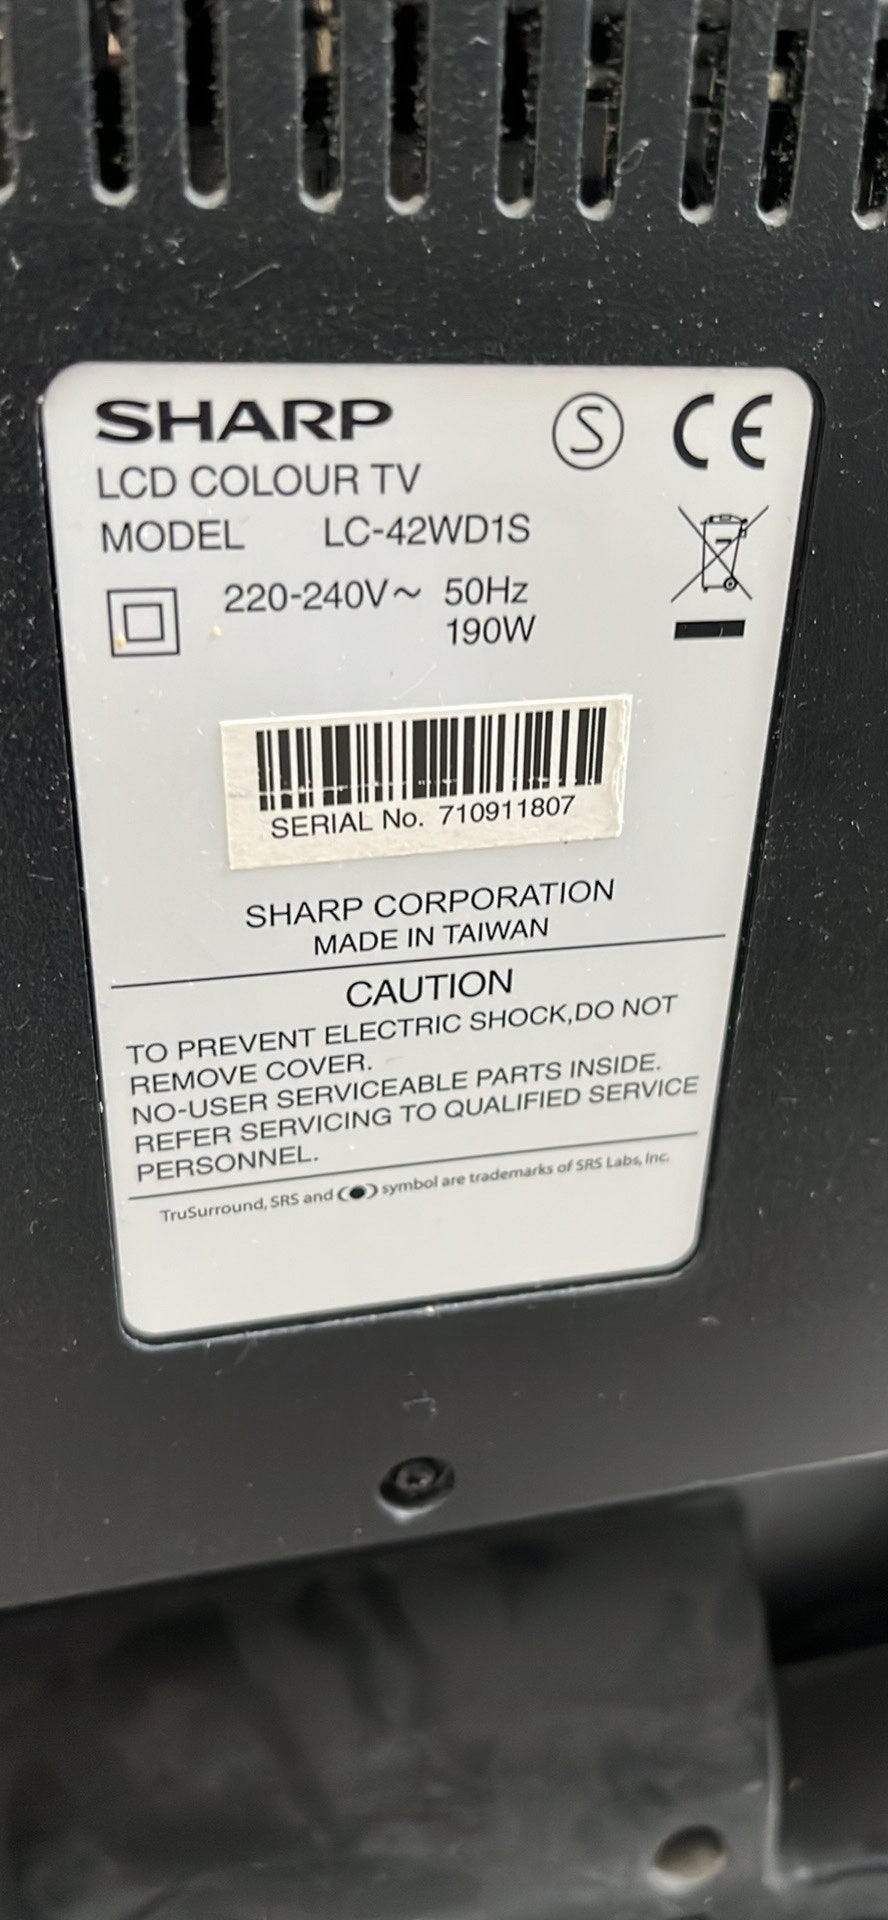 SHARP
LCD COLOUR TV
MODEL LC-42WD1S
220-240V~ 50Hz
190W
SERIAL No. 710911807
SHARP CORPORATION
MADE IN TAIWAN
CAUTION
TO PREVENT ELECTRIC SHOCK,DO NOT
REMOVE COVER.
NO-USER SERVICEABLE PARTS INSIDE.
REFER SERVICING TO QUALIFIED SERVICE
PERSONNEL.
TruSurround, SRS and symbol are trademarks of SRS Labs, Inc.
S
CE